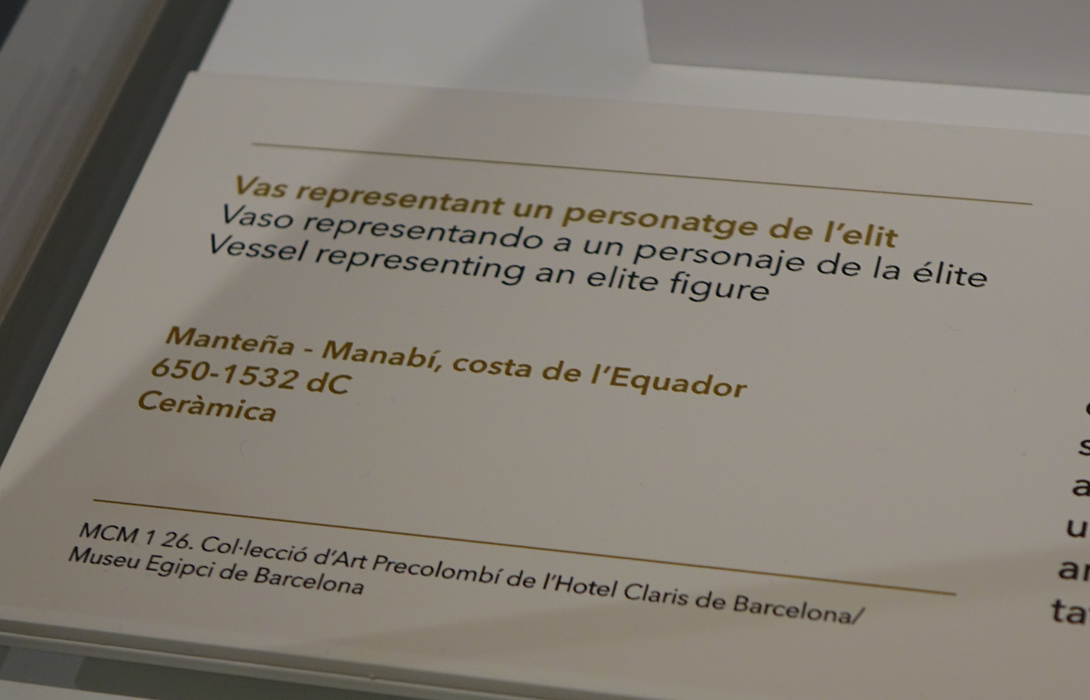 Vas representant un personatge de l'elit
Vaso representando a un personaje de la élite
Vessel representing an elite figure
Manteña - Manabí, costa de l'Equador
650-1532 dC
Ceràmica
MCM 1 26. Col·lecció d'Art Precolombí de l'Hotel Claris de Barcelona/
Museu Egipci de Barcelona